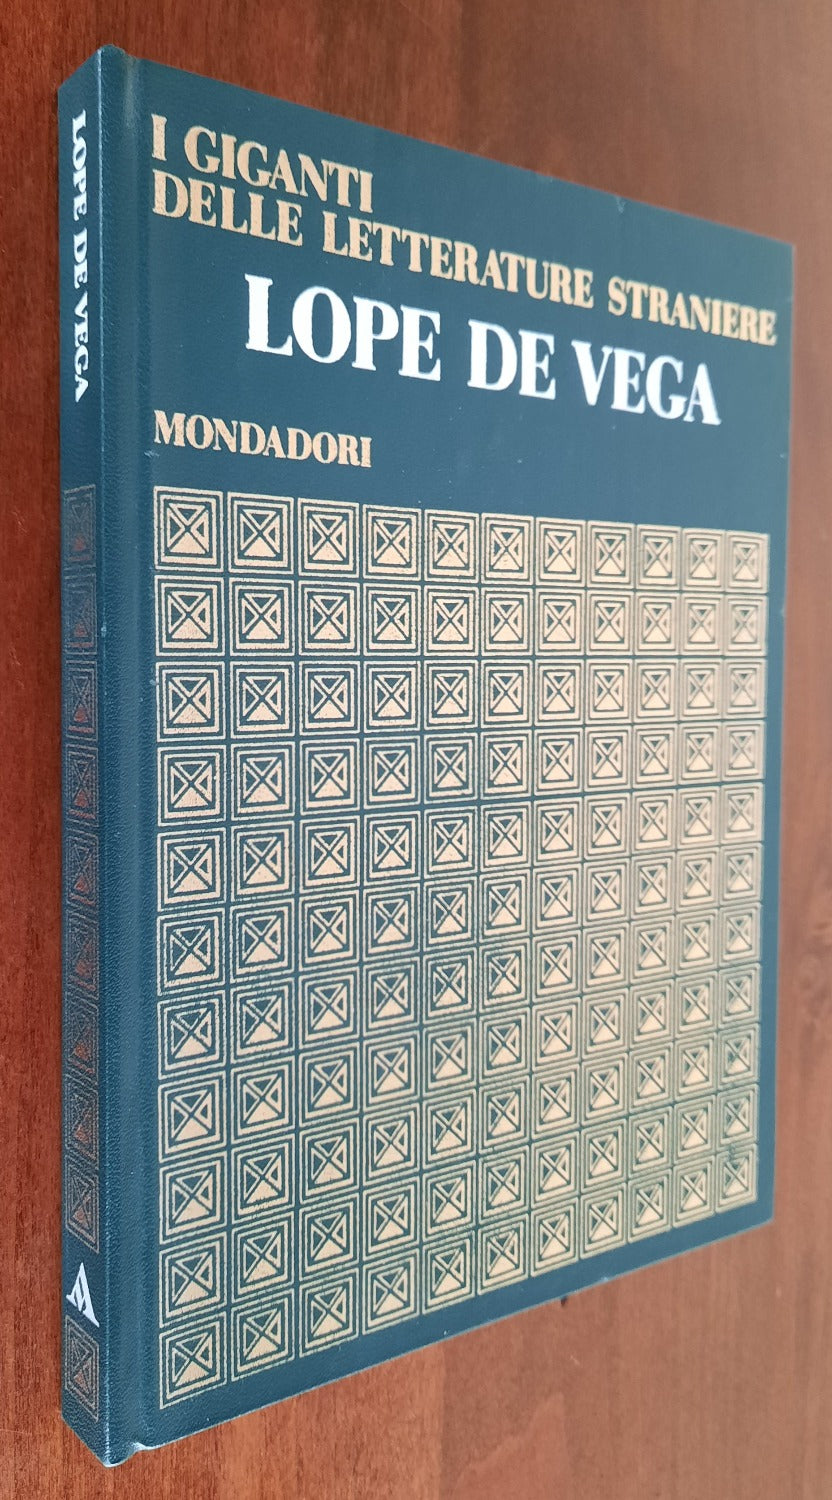 I GIGANTI
DELLE LETTERATURE STRANIERE
LOPE DE VEGA
MONDADORI
LOPE DE VEGA